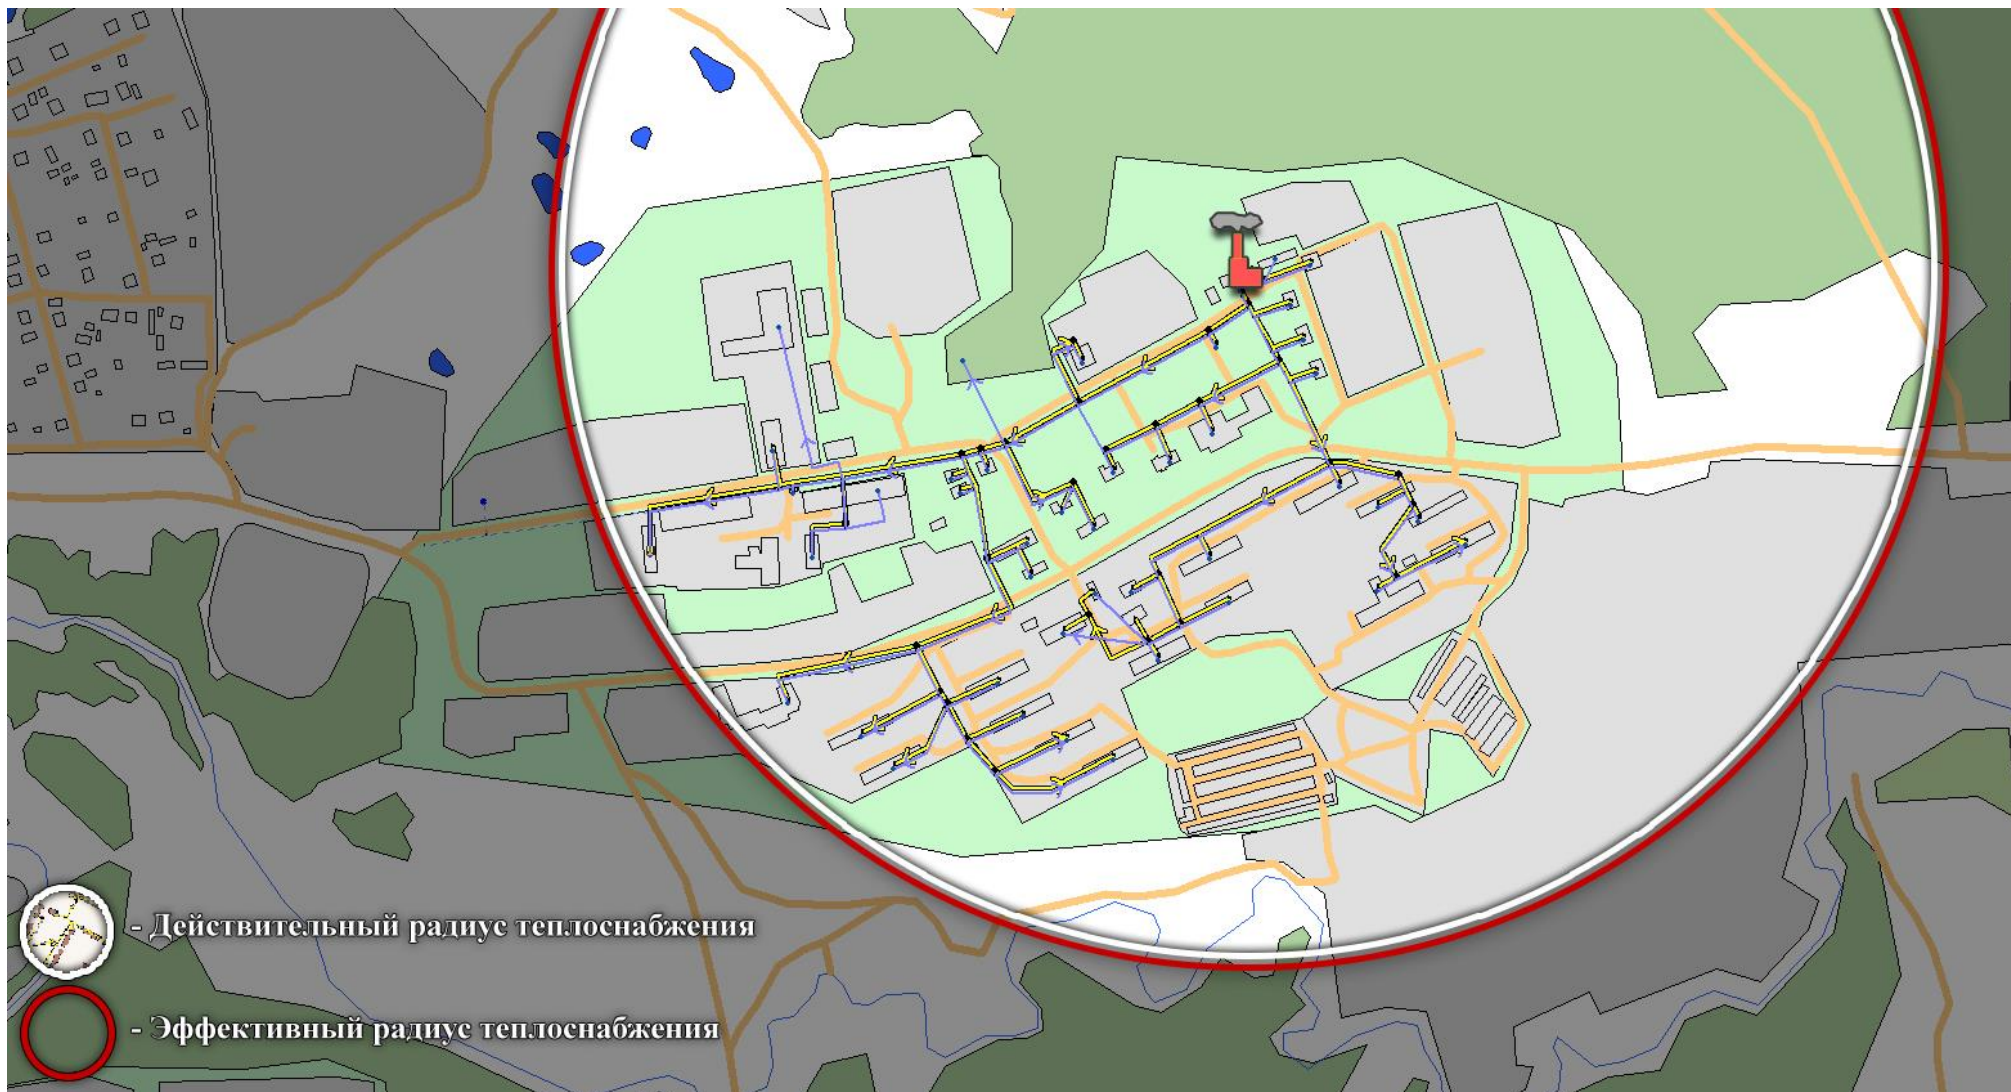 - Действительный радиус теплоснабжения
- Эффективный радиус теплоснабжения